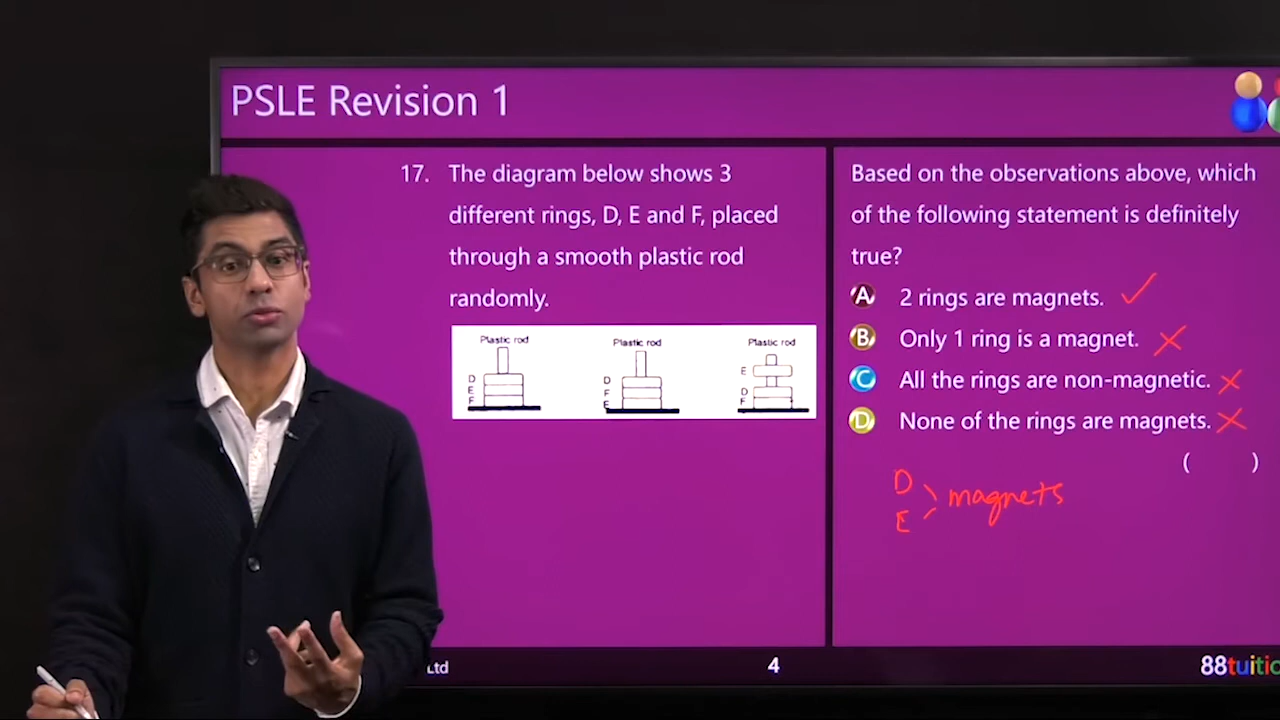 PSLE Revision 1
17. The diagram below shows 3
different rings, D, E and F, placed
through a smooth plastic rod
randomly.
Plastic rod
D
E
F
Plastic rod
D
F
E
Plastic rod
E
D
F
Based on the observations above, which
of the following statement is definitely
true?
A 2 rings are magnets.
B Only 1 ring is a magnet.
C All the rings are non-magnetic.
D None of the rings are magnets.
( )
D
E
magnets
Ltd
4
88tuitio